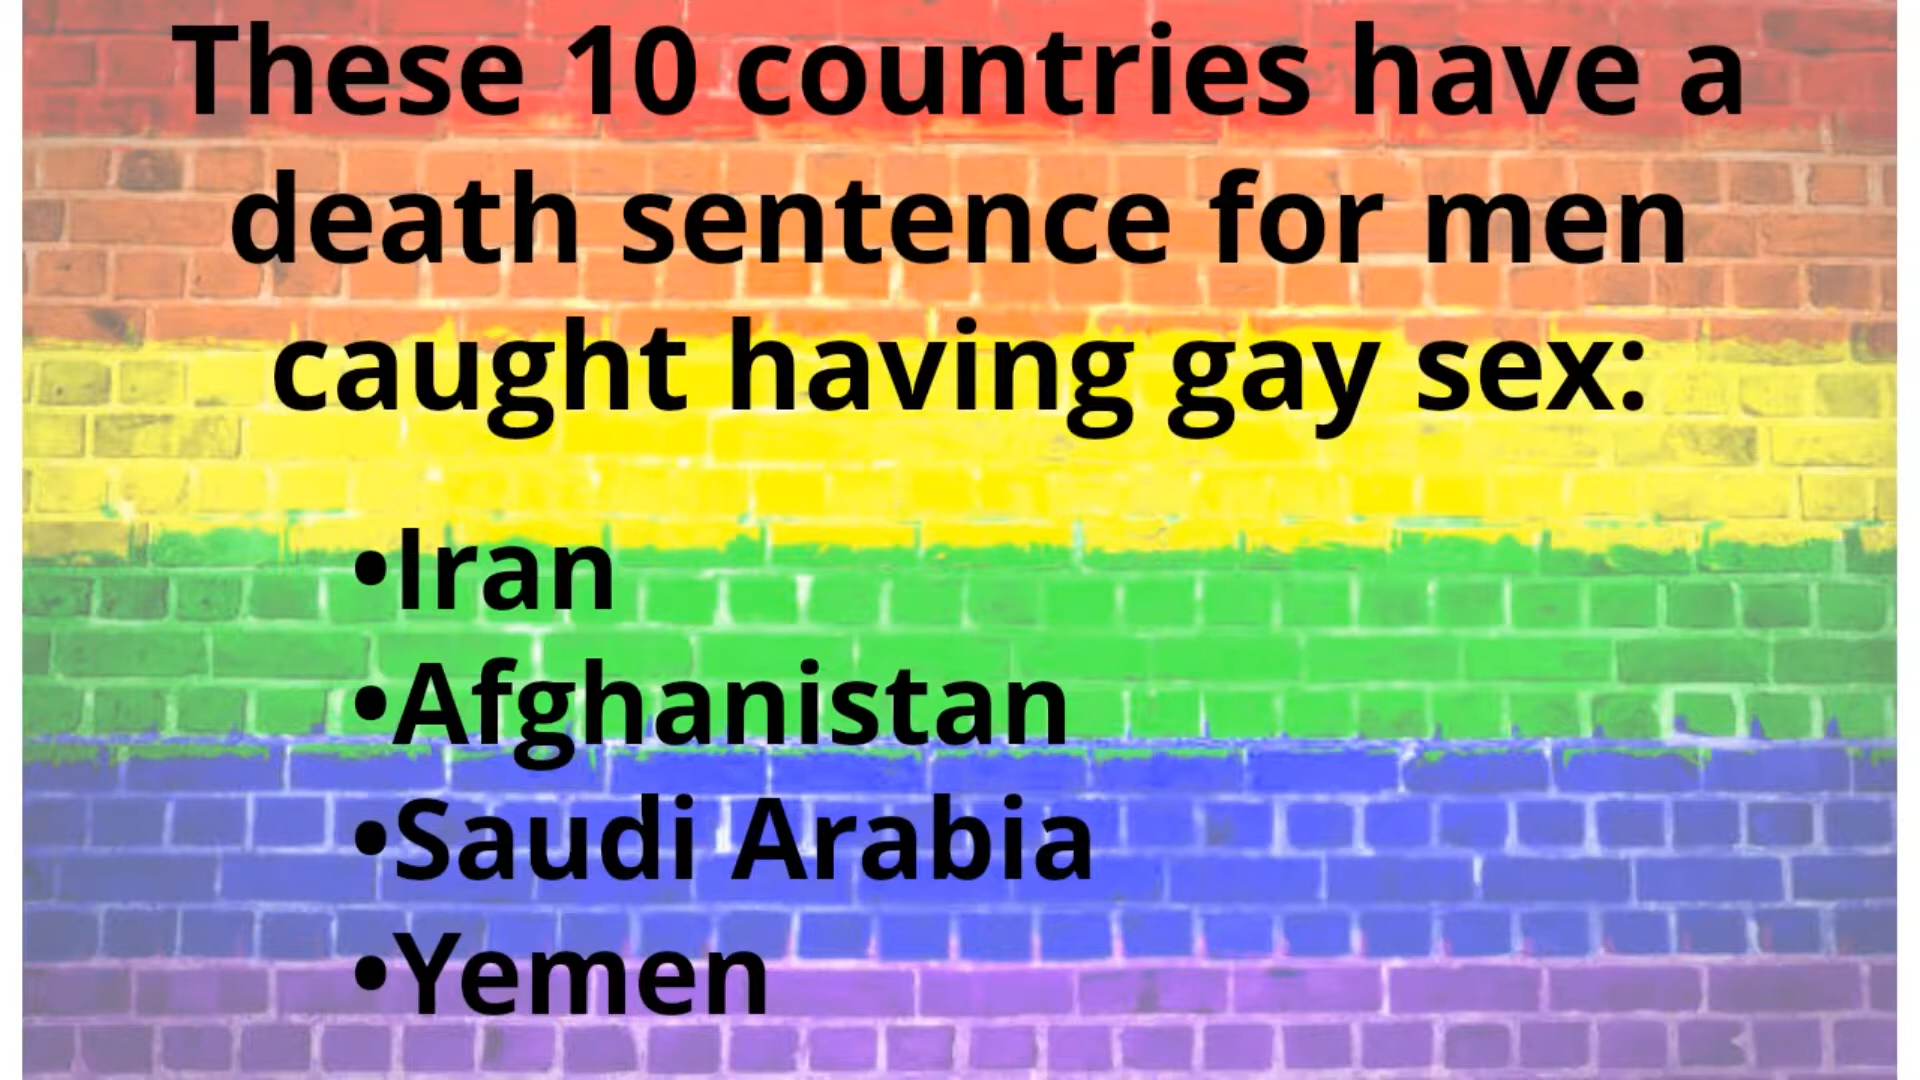 These 10 countries have a
death sentence for men
caught having gay sex:
•Iran
•Afghanistan
•Saudi Arabia
•Yemen